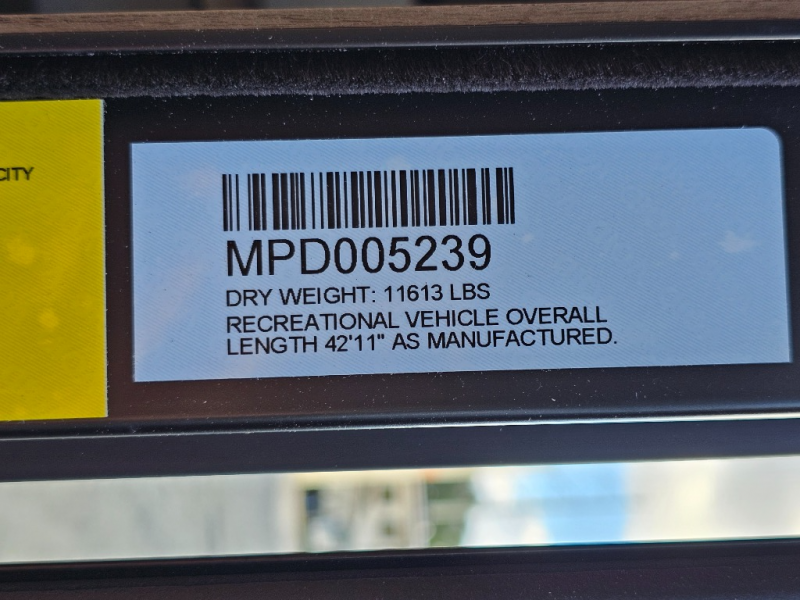 CITY
MPD005239
DRY WEIGHT: 11613 LBS
RECREATIONAL VEHICLE OVERALL
LENGTH 42'11" AS MANUFACTURED.